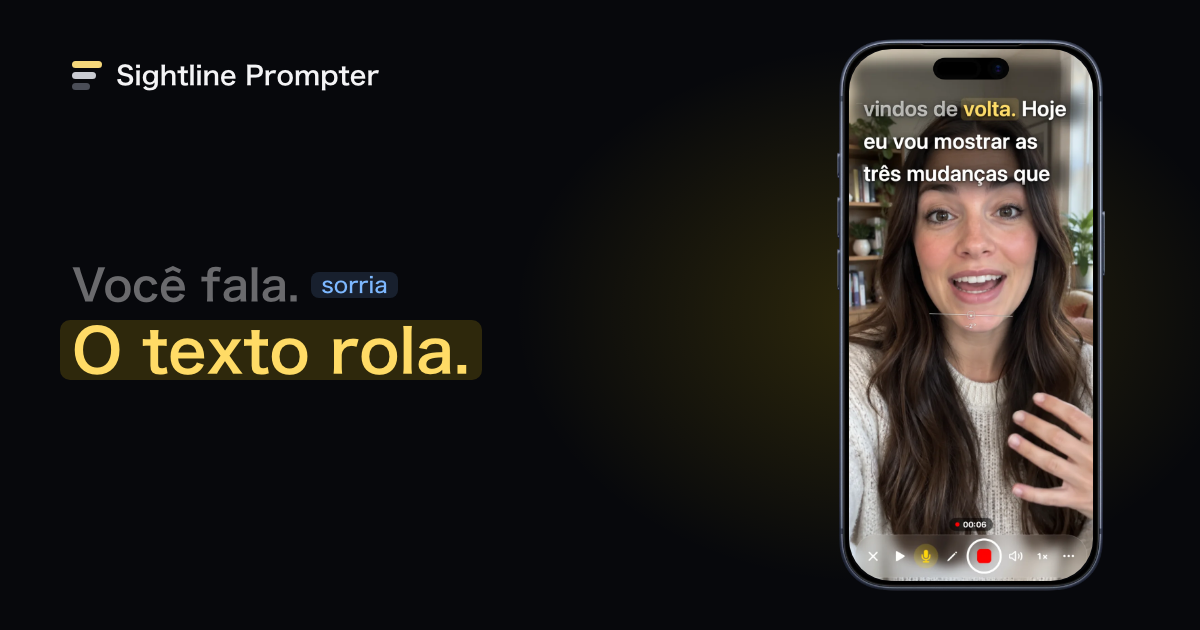 Sightline Prompter
Você fala. sorria
O texto rola.
vindos de volta. Hoje
eu vou mostrar as
três mudanças que
00:06
1×